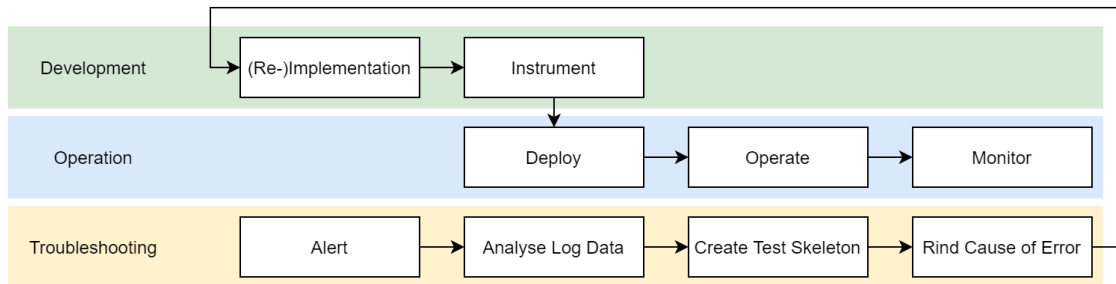 Development
(Re-)Implementation
Instrument
Operation
Deploy
Operate
Monitor
Troubleshooting
Alert
Analyse Log Data
Create Test Skeleton
Rind Cause of Error